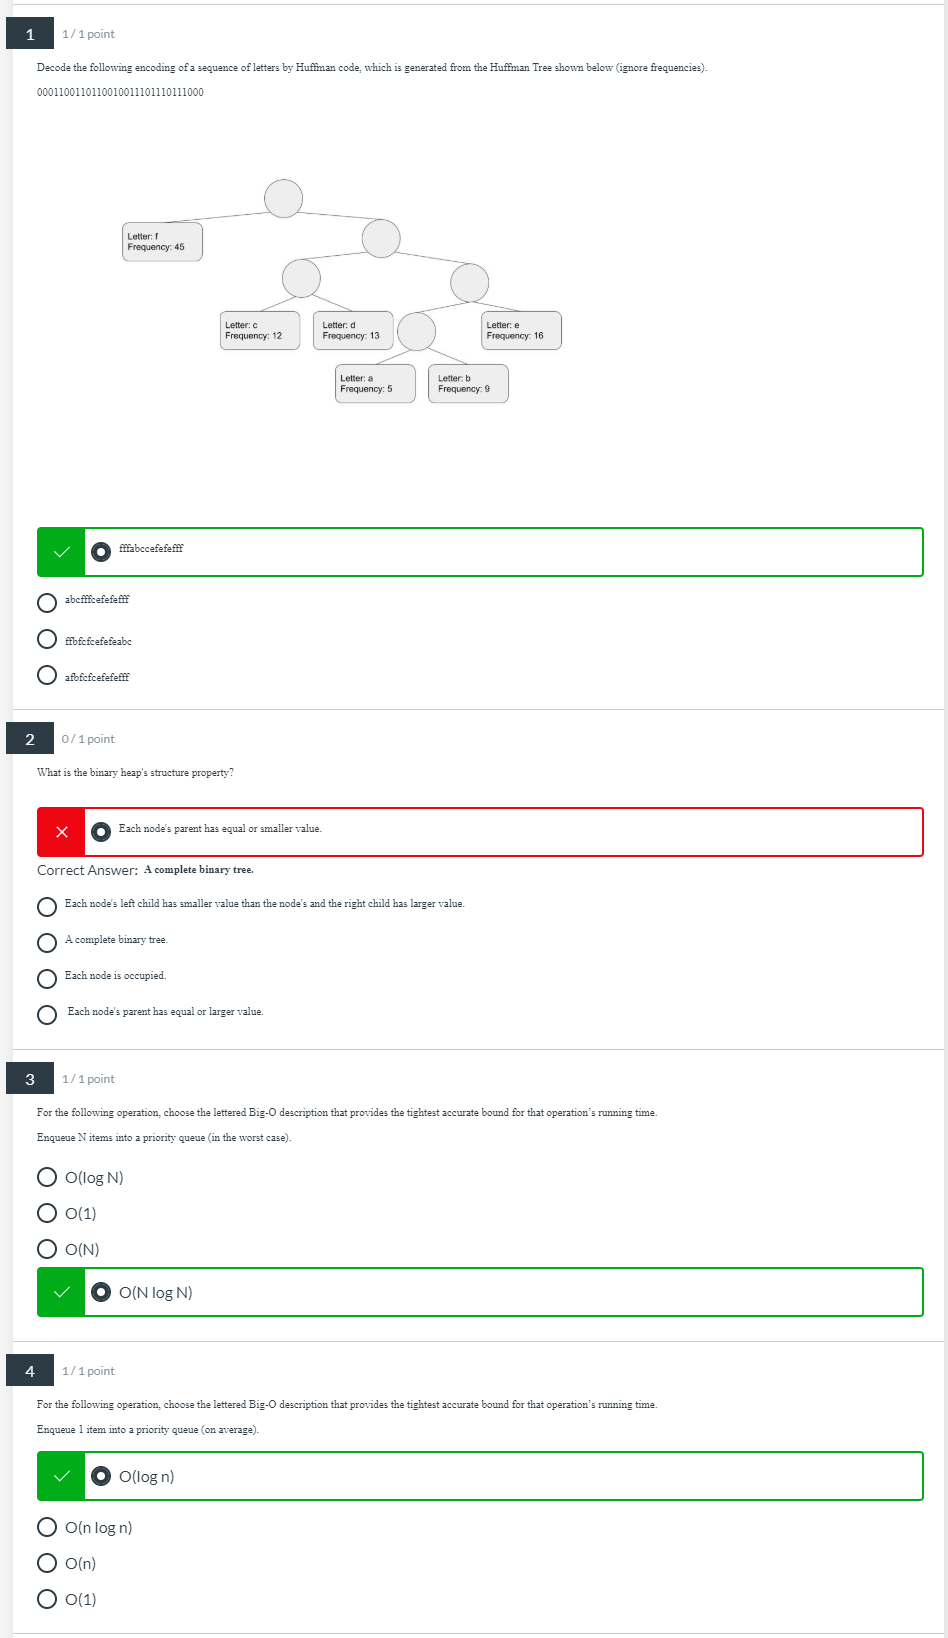 1
1 / 1 point
Decode the following encoding of a sequence of letters by Huffman code, which is generated from the Huffman Tree shown below (ignore frequencies).
0001100110110010011101110111000
Letter: f
Frequency: 45
Letter: c
Frequency: 12
Letter: d
Frequency: 13
Letter: e
Frequency: 16
Letter: a
Frequency: 5
Letter: b
Frequency: 9
fffabccefefefff
abcfffcefefefff
ffbfcfcefefeabc
afbfcfcefefefff
2
0 / 1 point
What is the binary heap's structure property?
Each node's parent has equal or smaller value.
Correct Answer: A complete binary tree.
Each node's left child has smaller value than the node's and the right child has larger value.
A complete binary tree.
Each node is occupied.
Each node's parent has equal or larger value.
3
1 / 1 point
For the following operation, choose the lettered Big-O description that provides the tightest accurate bound for that operation’s running time.
Enqueue N items into a priority queue (in the worst case).
O(log N)
O(1)
O(N)
O(N log N)
4
1 / 1 point
For the following operation, choose the lettered Big-O description that provides the tightest accurate bound for that operation’s running time.
Enqueue 1 item into a priority queue (on average).
O(log n)
O(n log n)
O(n)
O(1)